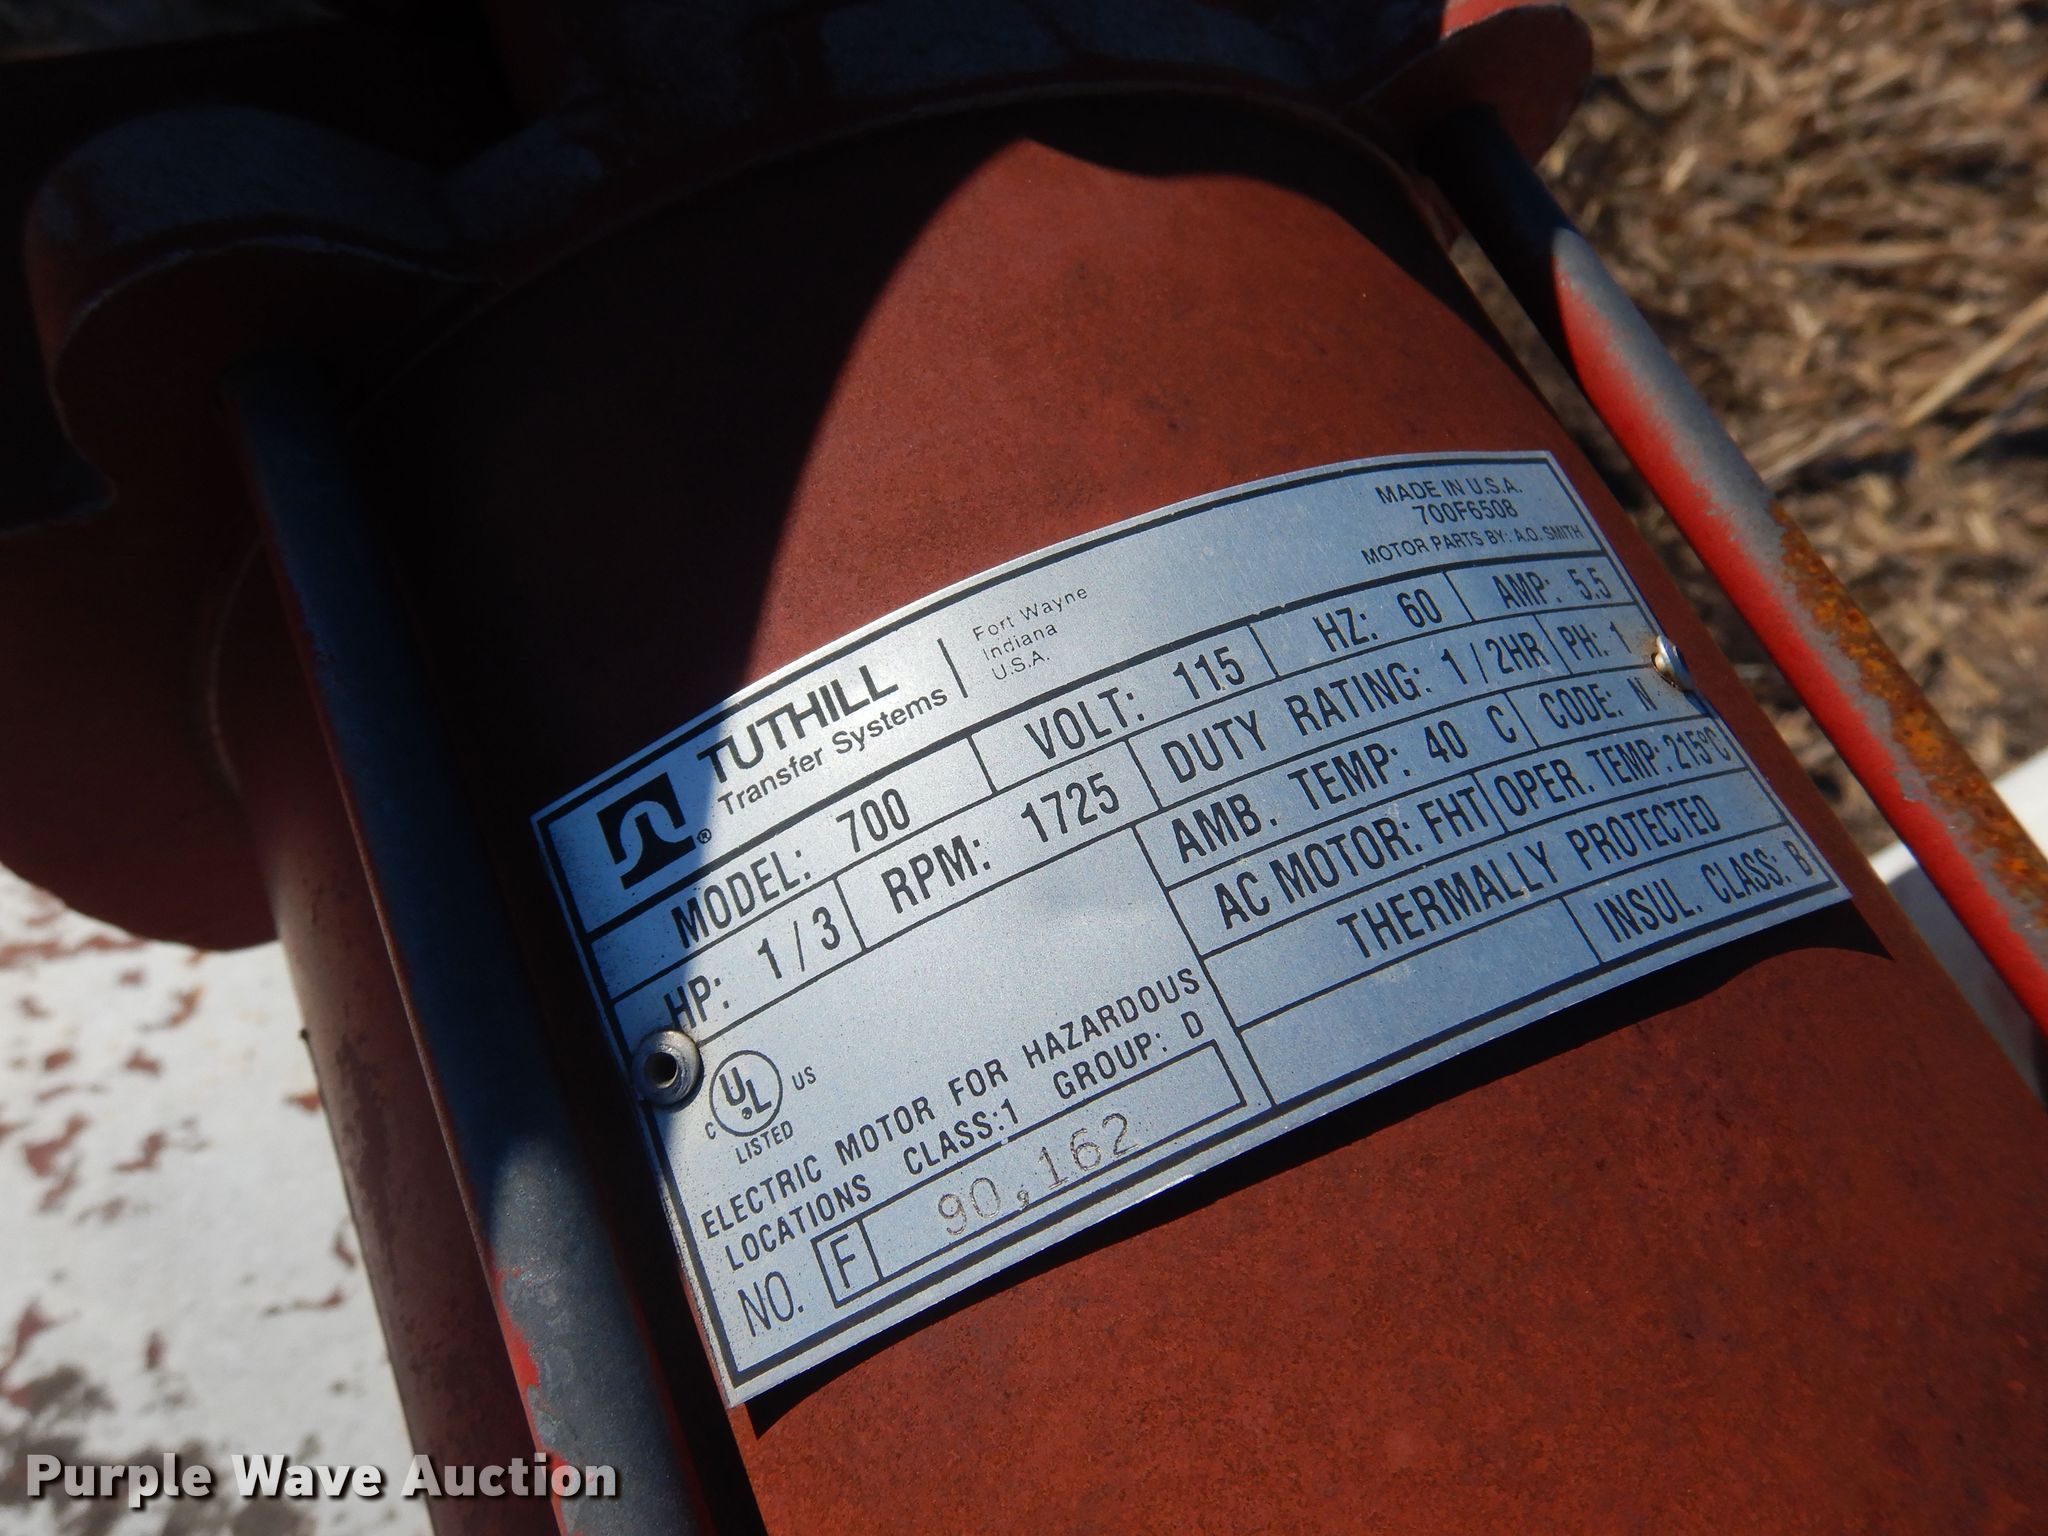 TUTHILL
Transfer Systems
®
Fort Wayne
Indiana
U.S.A.
MADE IN U.S.A.
700F6508
MOTOR PARTS BY: A.O. SMITH
MODEL: 700
VOLT: 115
HZ: 60
AMP: 5.5
HP: 1/3
RPM: 1725
DUTY RATING: 1/2HR
PH: 1
AMB. TEMP: 40 C
CODE: N
AC MOTOR: FHT
OPER. TEMP: 215°C
THERMALLY PROTECTED
INSUL. CLASS: B
C UL US
LISTED
ELECTRIC MOTOR FOR HAZARDOUS
LOCATIONS CLASS:1 GROUP: D
NO. F 90,162
Purple Wave Auction